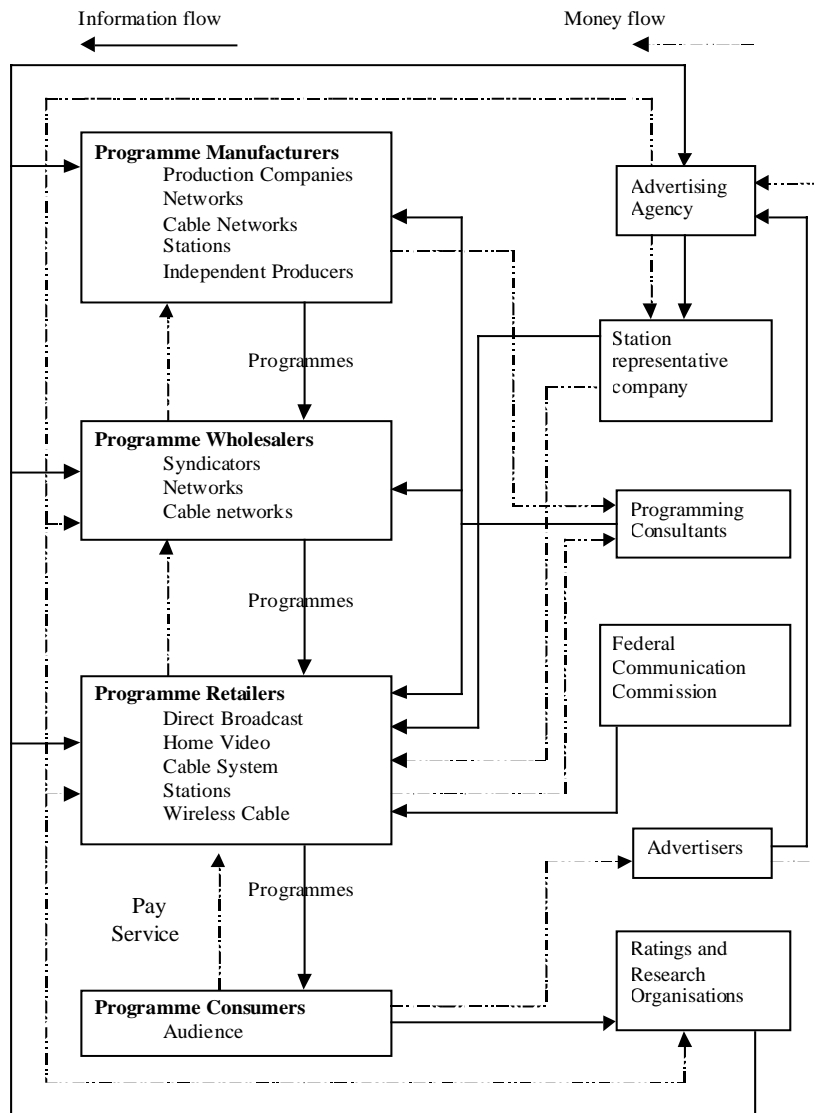 Information flow
Money flow
Programme Manufacturers
Production Companies
Networks
Cable Networks
Stations
Independent Producers
Advertising
Agency
Programmes
Station
representative
company
Programme Wholesalers
Syndicators
Networks
Cable networks
Programming
Consultants
Programmes
Federal
Communication
Commission
Programme Retailers
Direct Broadcast
Home Video
Cable System
Stations
Wireless Cable
Advertisers
Programmes
Pay
Service
Ratings and
Research
Organisations
Programme Consumers
Audience